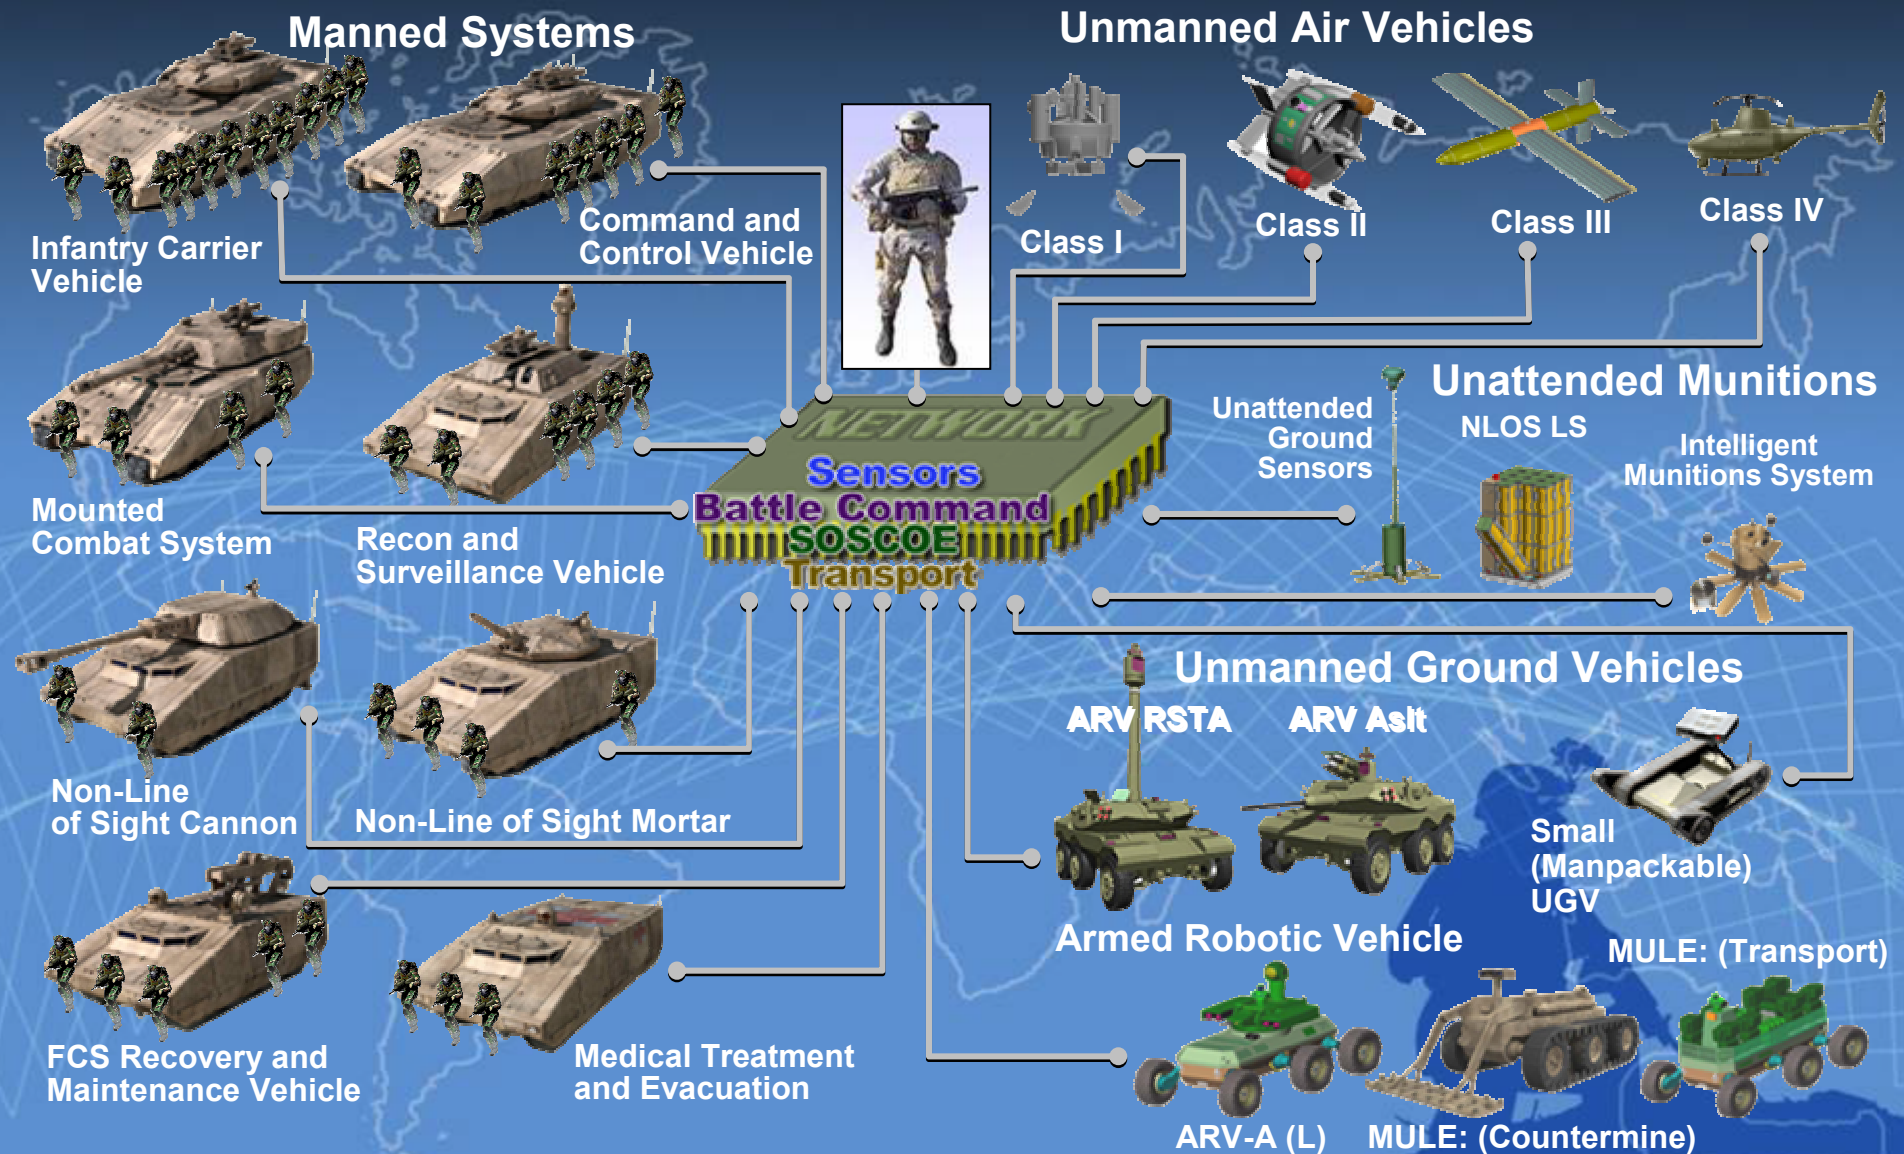 Manned Systems
Unmanned Air Vehicles
Infantry Carrier
Vehicle
Command and
Control Vehicle
Class I
Class II
Class III
Class IV
Mounted
Combat System
Recon and
Surveillance Vehicle
NETWORK
Sensors
Battle Command
SOSCOE
Transport
Unattended
Ground
Sensors
Unattended Munitions
NLOS LS
Intelligent
Munitions System
Non-Line
of Sight Cannon
Non-Line of Sight Mortar
Unmanned Ground Vehicles
ARV RSTA
ARV Aslt
Small
(Manpackable)
UGV
Armed Robotic Vehicle
FCS Recovery and
Maintenance Vehicle
Medical Treatment
and Evacuation
MULE: (Transport)
ARV-A (L)
MULE: (Countermine)